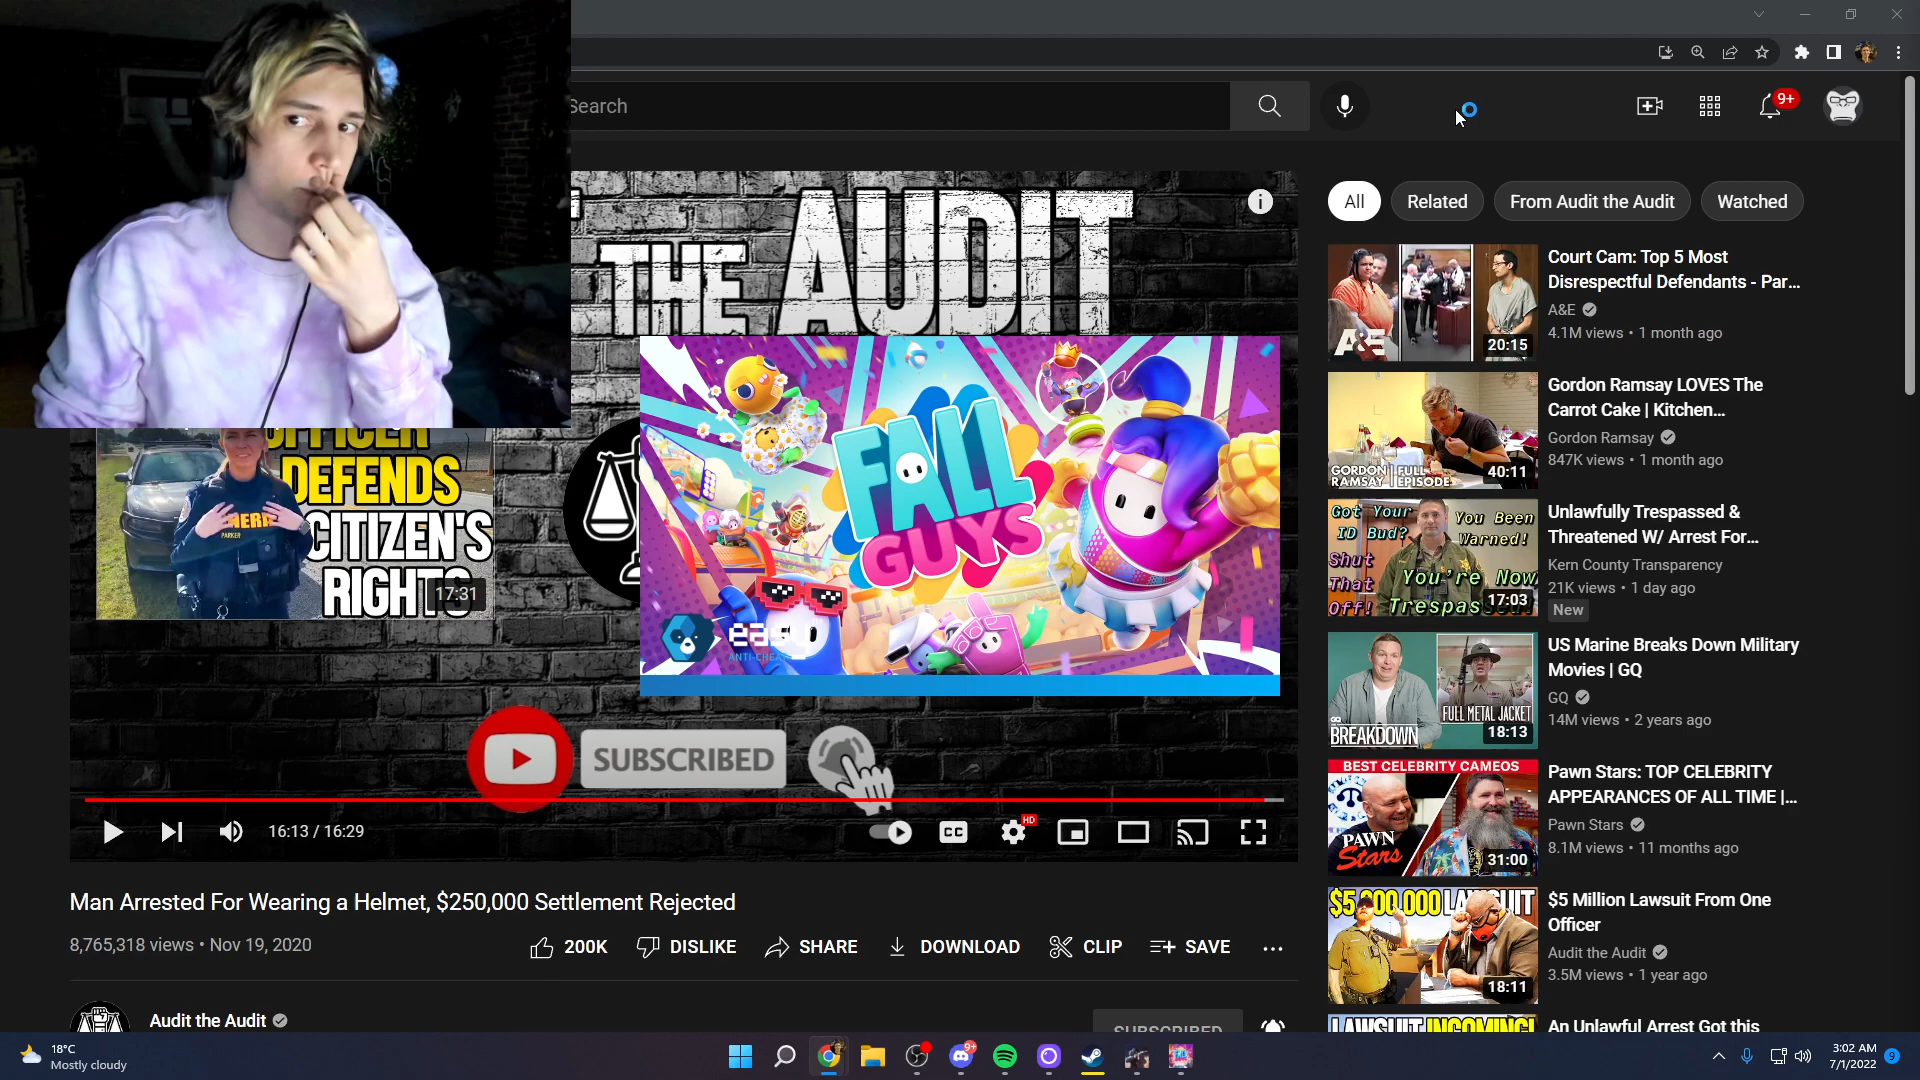 Search
9+
THE AUDIT
OFFICER
DEFENDS
CITIZEN'S
RIGHTS
17:31
SHERIFF
PARKER
FALL
GUYS
easy
ANTI-CHEAT
SUBSCRIBED
16:13 / 16:29
CC
HD
Man Arrested For Wearing a Helmet, $250,000 Settlement Rejected
8,765,318 views • Nov 19, 2020
200K
DISLIKE
SHARE
DOWNLOAD
CLIP
SAVE
Audit the Audit
SUBSCRIBED
All
Related
From Audit the Audit
Watched
A&E
20:15
Court Cam: Top 5 Most
Disrespectful Defendants - Par...
A&E
4.1M views • 1 month ago
GORDON FULL
RAMSAY EPISODE
40:11
Gordon Ramsay LOVES The
Carrot Cake | Kitchen...
Gordon Ramsay
847K views • 1 month ago
Got Your
ID Bud?
Shut
That
Off!
You Been
Warned!
You're Now
Trespassed
17:03
Unlawfully Trespassed &
Threatened W/ Arrest For...
Kern County Transparency
21K views • 1 day ago
New
GQ
BREAKDOWN
FULL METAL JACKET
18:13
US Marine Breaks Down Military
Movies | GQ
GQ
14M views • 2 years ago
BEST CELEBRITY CAMEOS
PAWN
Stars
31:00
Pawn Stars: TOP CELEBRITY
APPEARANCES OF ALL TIME |...
Pawn Stars
8.1M views • 11 months ago
$5,000,000 LAWSUIT
18:11
$5 Million Lawsuit From One
Officer
Audit the Audit
3.5M views • 1 year ago
LAWSUIT INCOMING!
An Unlawful Arrest Got this
18°C
Mostly cloudy
9+
3:02 AM
7/1/2022
9